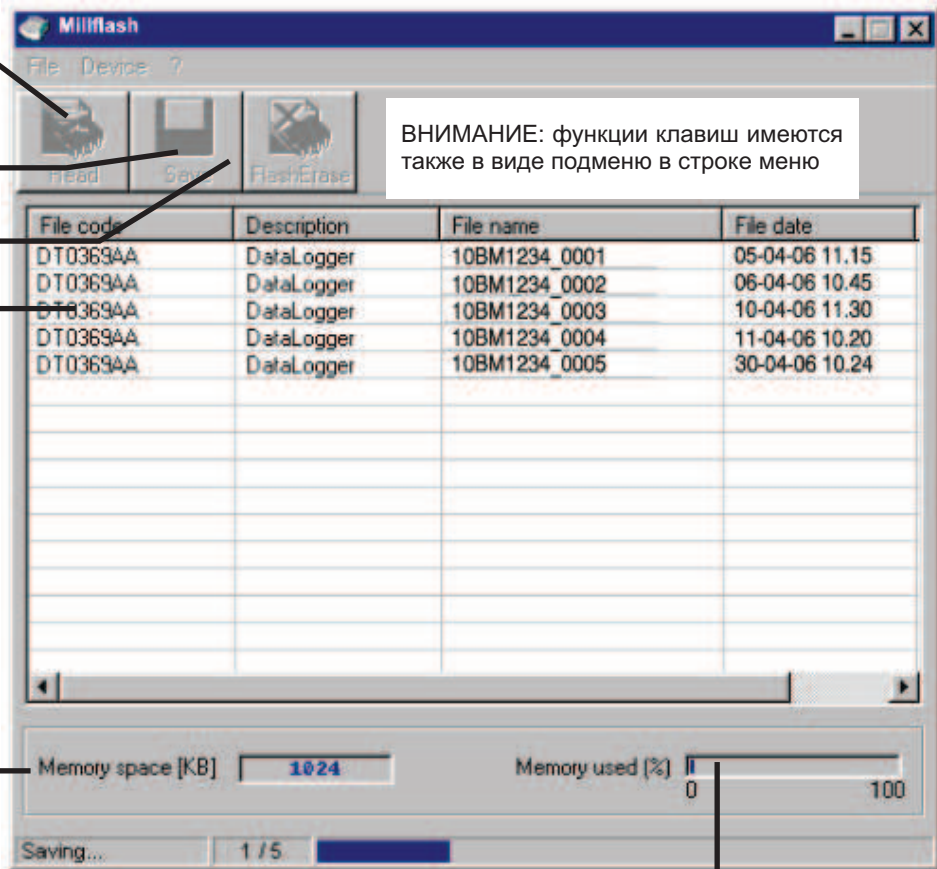 Millflash
File Device ?
Read Save FlashErase
ВНИМАНИЕ: функции клавиш имеются
также в виде подменю в строке меню
File code Description File name File date
DT0369AA DataLogger 10BM1234_0001 05-04-06 11.15
DT0369AA DataLogger 10BM1234_0002 06-04-06 10.45
DT0369AA DataLogger 10BM1234_0003 10-04-06 11.30
DT0369AA DataLogger 10BM1234_0004 11-04-06 10.20
DT0369AA DataLogger 10BM1234_0005 30-04-06 10.24
Memory space [KB] 1024 Memory used [%]
0 100
Saving... 1 / 5